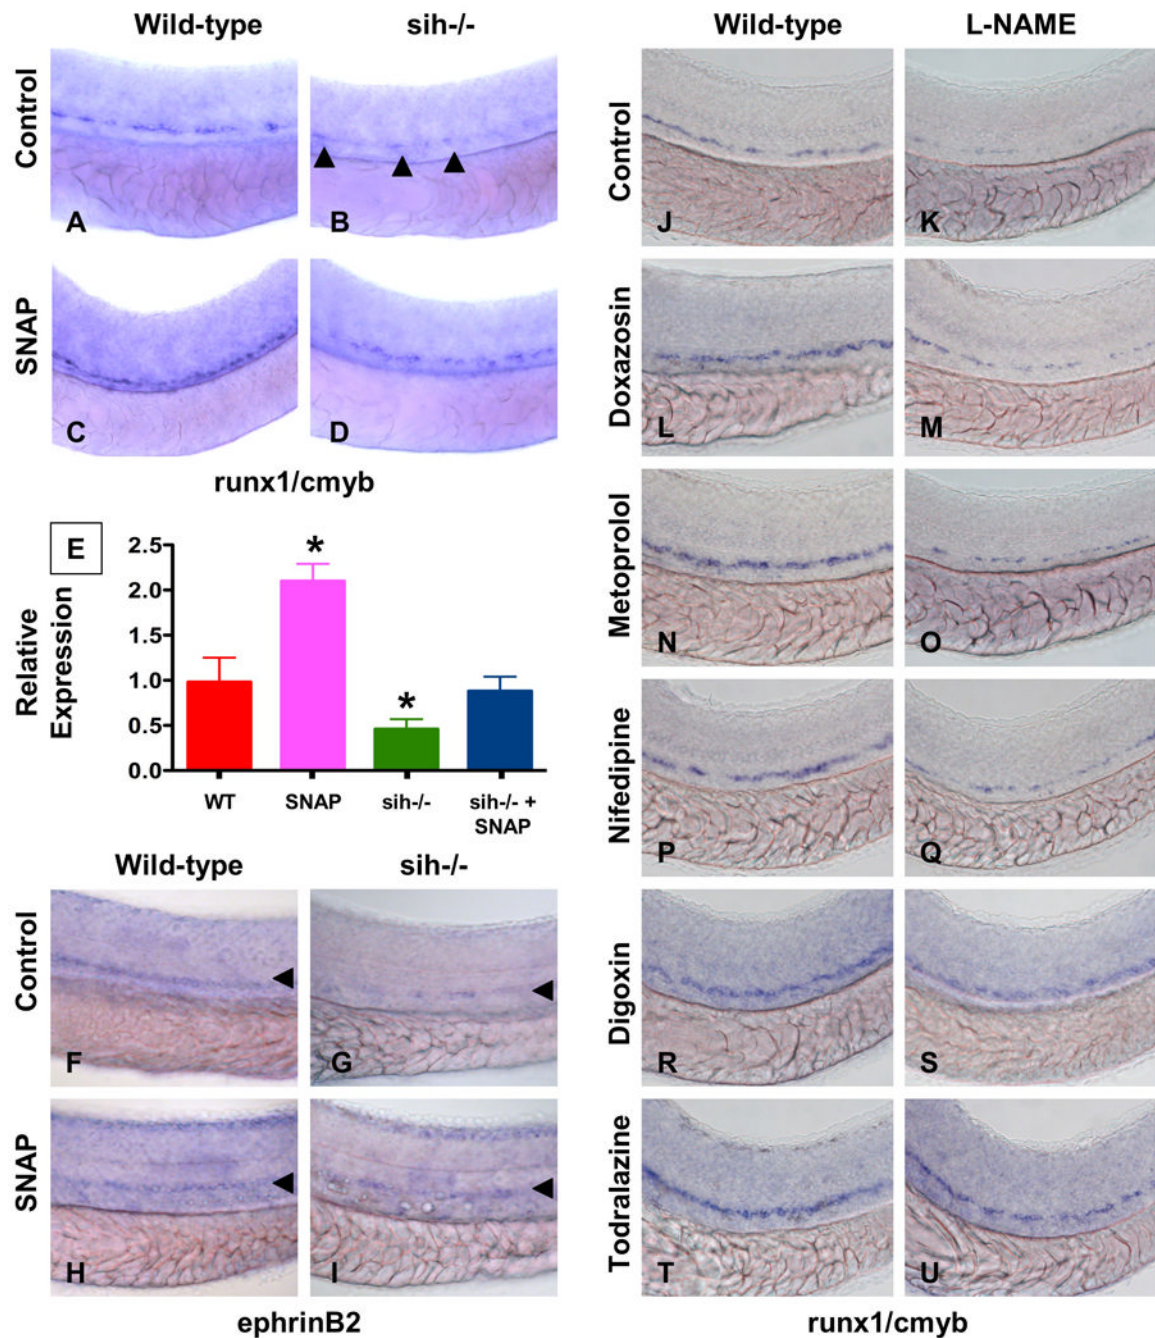 Wild-type
sih-/-
Control
A
B
SNAP
C
D
runx1/cmyb
E
Relative
Expression
2.5
2.0
1.5
1.0
0.5
0.0
*
*
WT
SNAP
sih-/-
sih-/- +
SNAP
Wild-type
sih-/-
Control
F
G
SNAP
H
I
ephrinB2
Wild-type
L-NAME
Control
J
K
Doxazosin
L
M
Metoprolol
N
O
Nifedipine
P
Q
Digoxin
R
S
Todralazine
T
U
runx1/cmyb